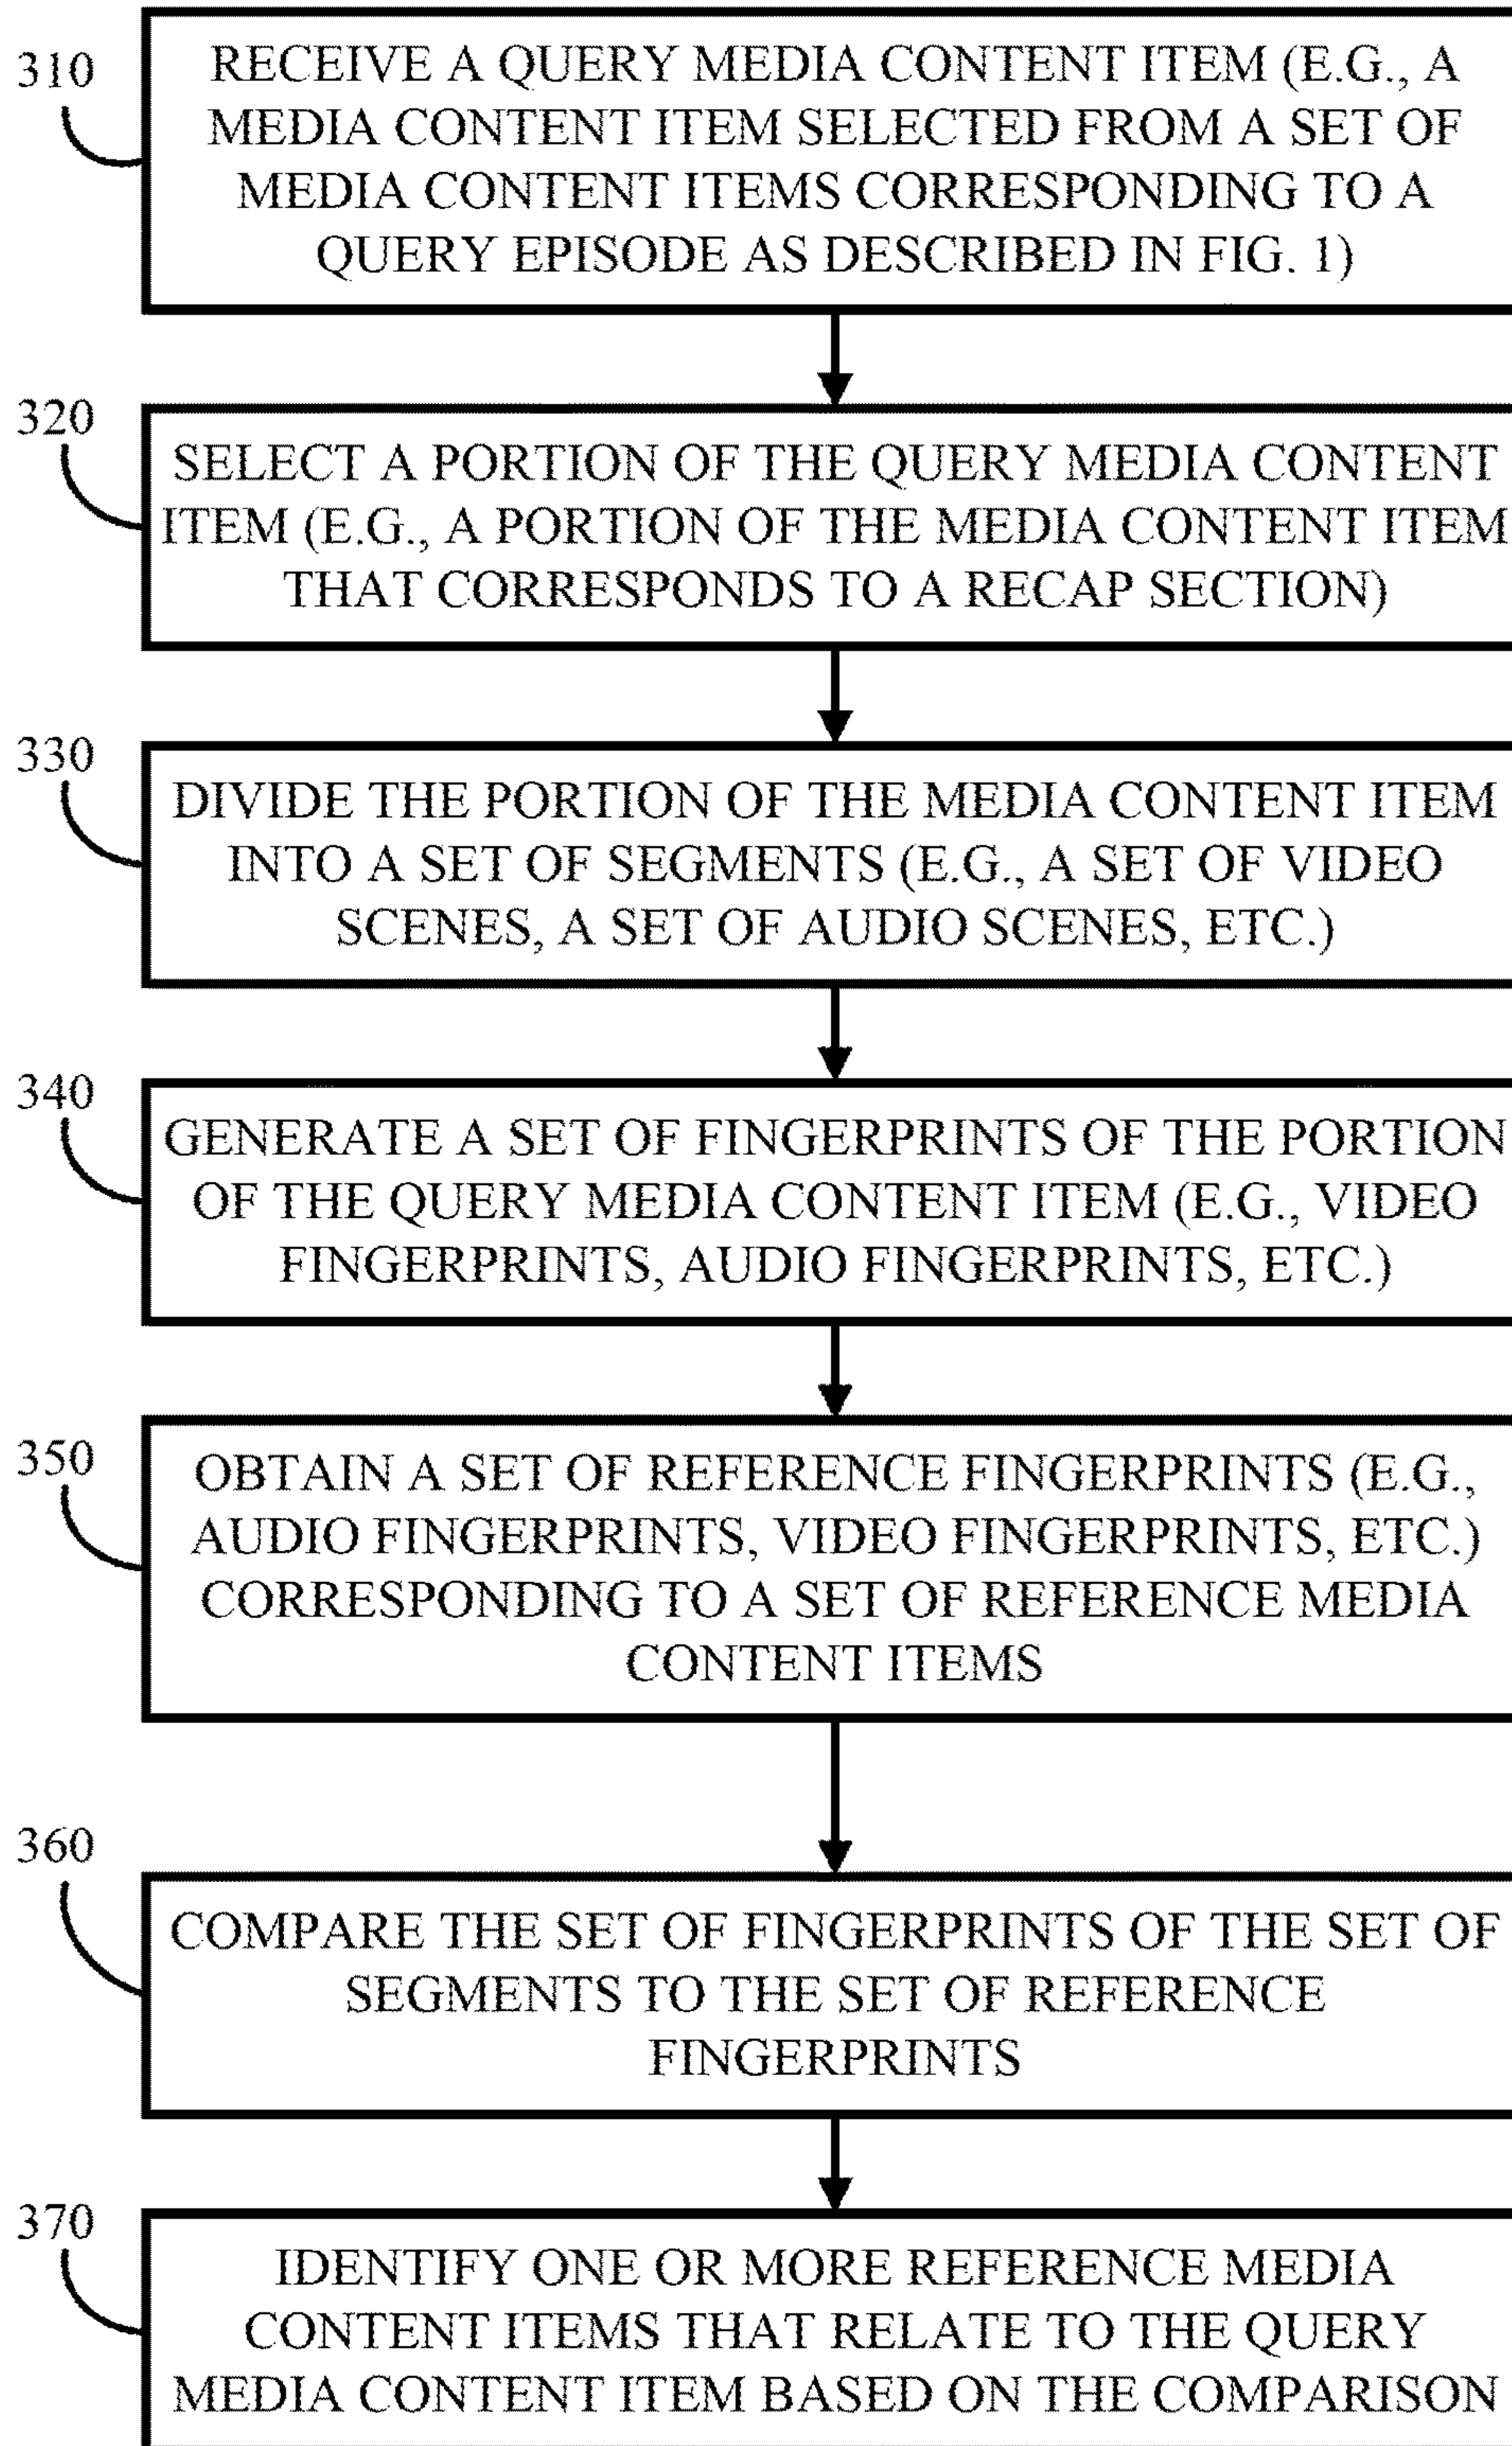 310
RECEIVE A QUERY MEDIA CONTENT ITEM (E.G., A
MEDIA CONTENT ITEM SELECTED FROM A SET OF
MEDIA CONTENT ITEMS CORRESPONDING TO A
QUERY EPISODE AS DESCRIBED IN FIG. 1)
320
SELECT A PORTION OF THE QUERY MEDIA CONTENT
ITEM (E.G., A PORTION OF THE MEDIA CONTENT ITEM
THAT CORRESPONDS TO A RECAP SECTION)
330
DIVIDE THE PORTION OF THE MEDIA CONTENT ITEM
INTO A SET OF SEGMENTS (E.G., A SET OF VIDEO
SCENES, A SET OF AUDIO SCENES, ETC.)
340
GENERATE A SET OF FINGERPRINTS OF THE PORTION
OF THE QUERY MEDIA CONTENT ITEM (E.G., VIDEO
FINGERPRINTS, AUDIO FINGERPRINTS, ETC.)
350
OBTAIN A SET OF REFERENCE FINGERPRINTS (E.G.,
AUDIO FINGERPRINTS, VIDEO FINGERPRINTS, ETC.)
CORRESPONDING TO A SET OF REFERENCE MEDIA
CONTENT ITEMS
360
COMPARE THE SET OF FINGERPRINTS OF THE SET OF
SEGMENTS TO THE SET OF REFERENCE
FINGERPRINTS
370
IDENTIFY ONE OR MORE REFERENCE MEDIA
CONTENT ITEMS THAT RELATE TO THE QUERY
MEDIA CONTENT ITEM BASED ON THE COMPARISON